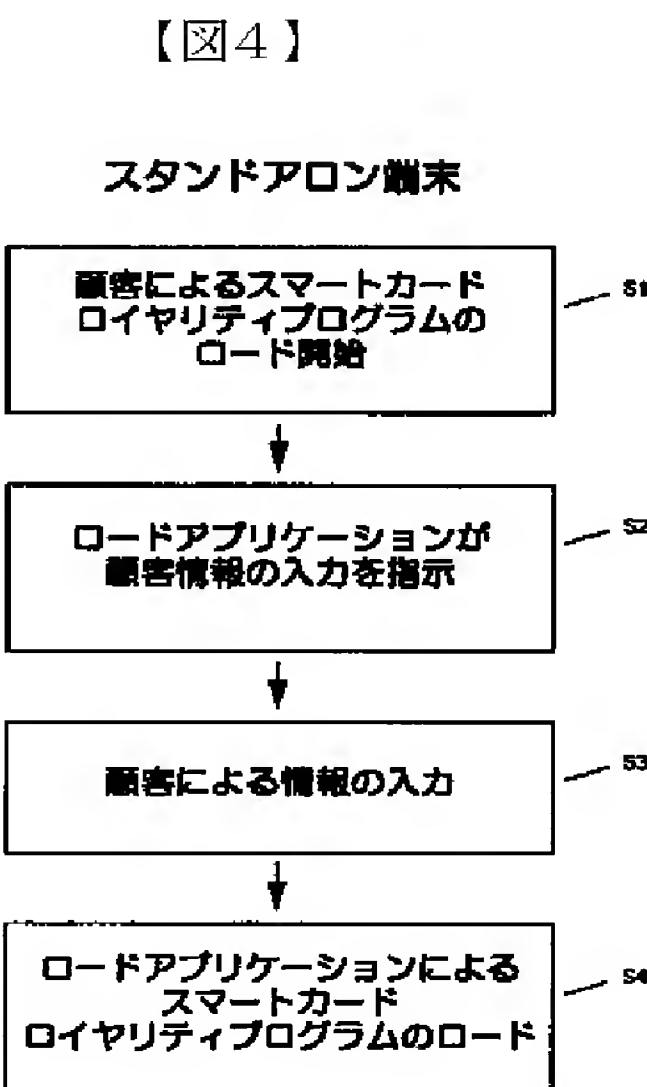 【図4】
スタンドアロン端末
顧客によるスマートカード
ロイヤリティプログラムの
ロード開始
S1
ロードアプリケーションが
顧客情報の入力を指示
S2
顧客による情報の入力
S3
ロードアプリケーションによる
スマートカード
ロイヤリティプログラムのロード
S4